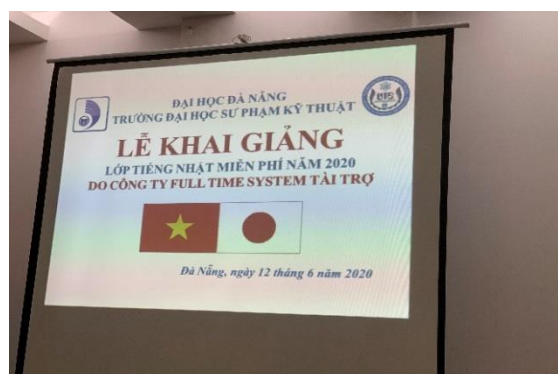 ĐẠI HỌC ĐÀ NẴNG
TRƯỜNG ĐẠI HỌC SƯ PHẠM KỸ THUẬT
LỄ KHAI GIẢNG
LỚP TIẾNG NHẬT MIỄN PHÍ NĂM 2020
DO CÔNG TY FULL TIME SYSTEM TÀI TRỢ
Đà Nẵng, ngày 12 tháng 6 năm 2020